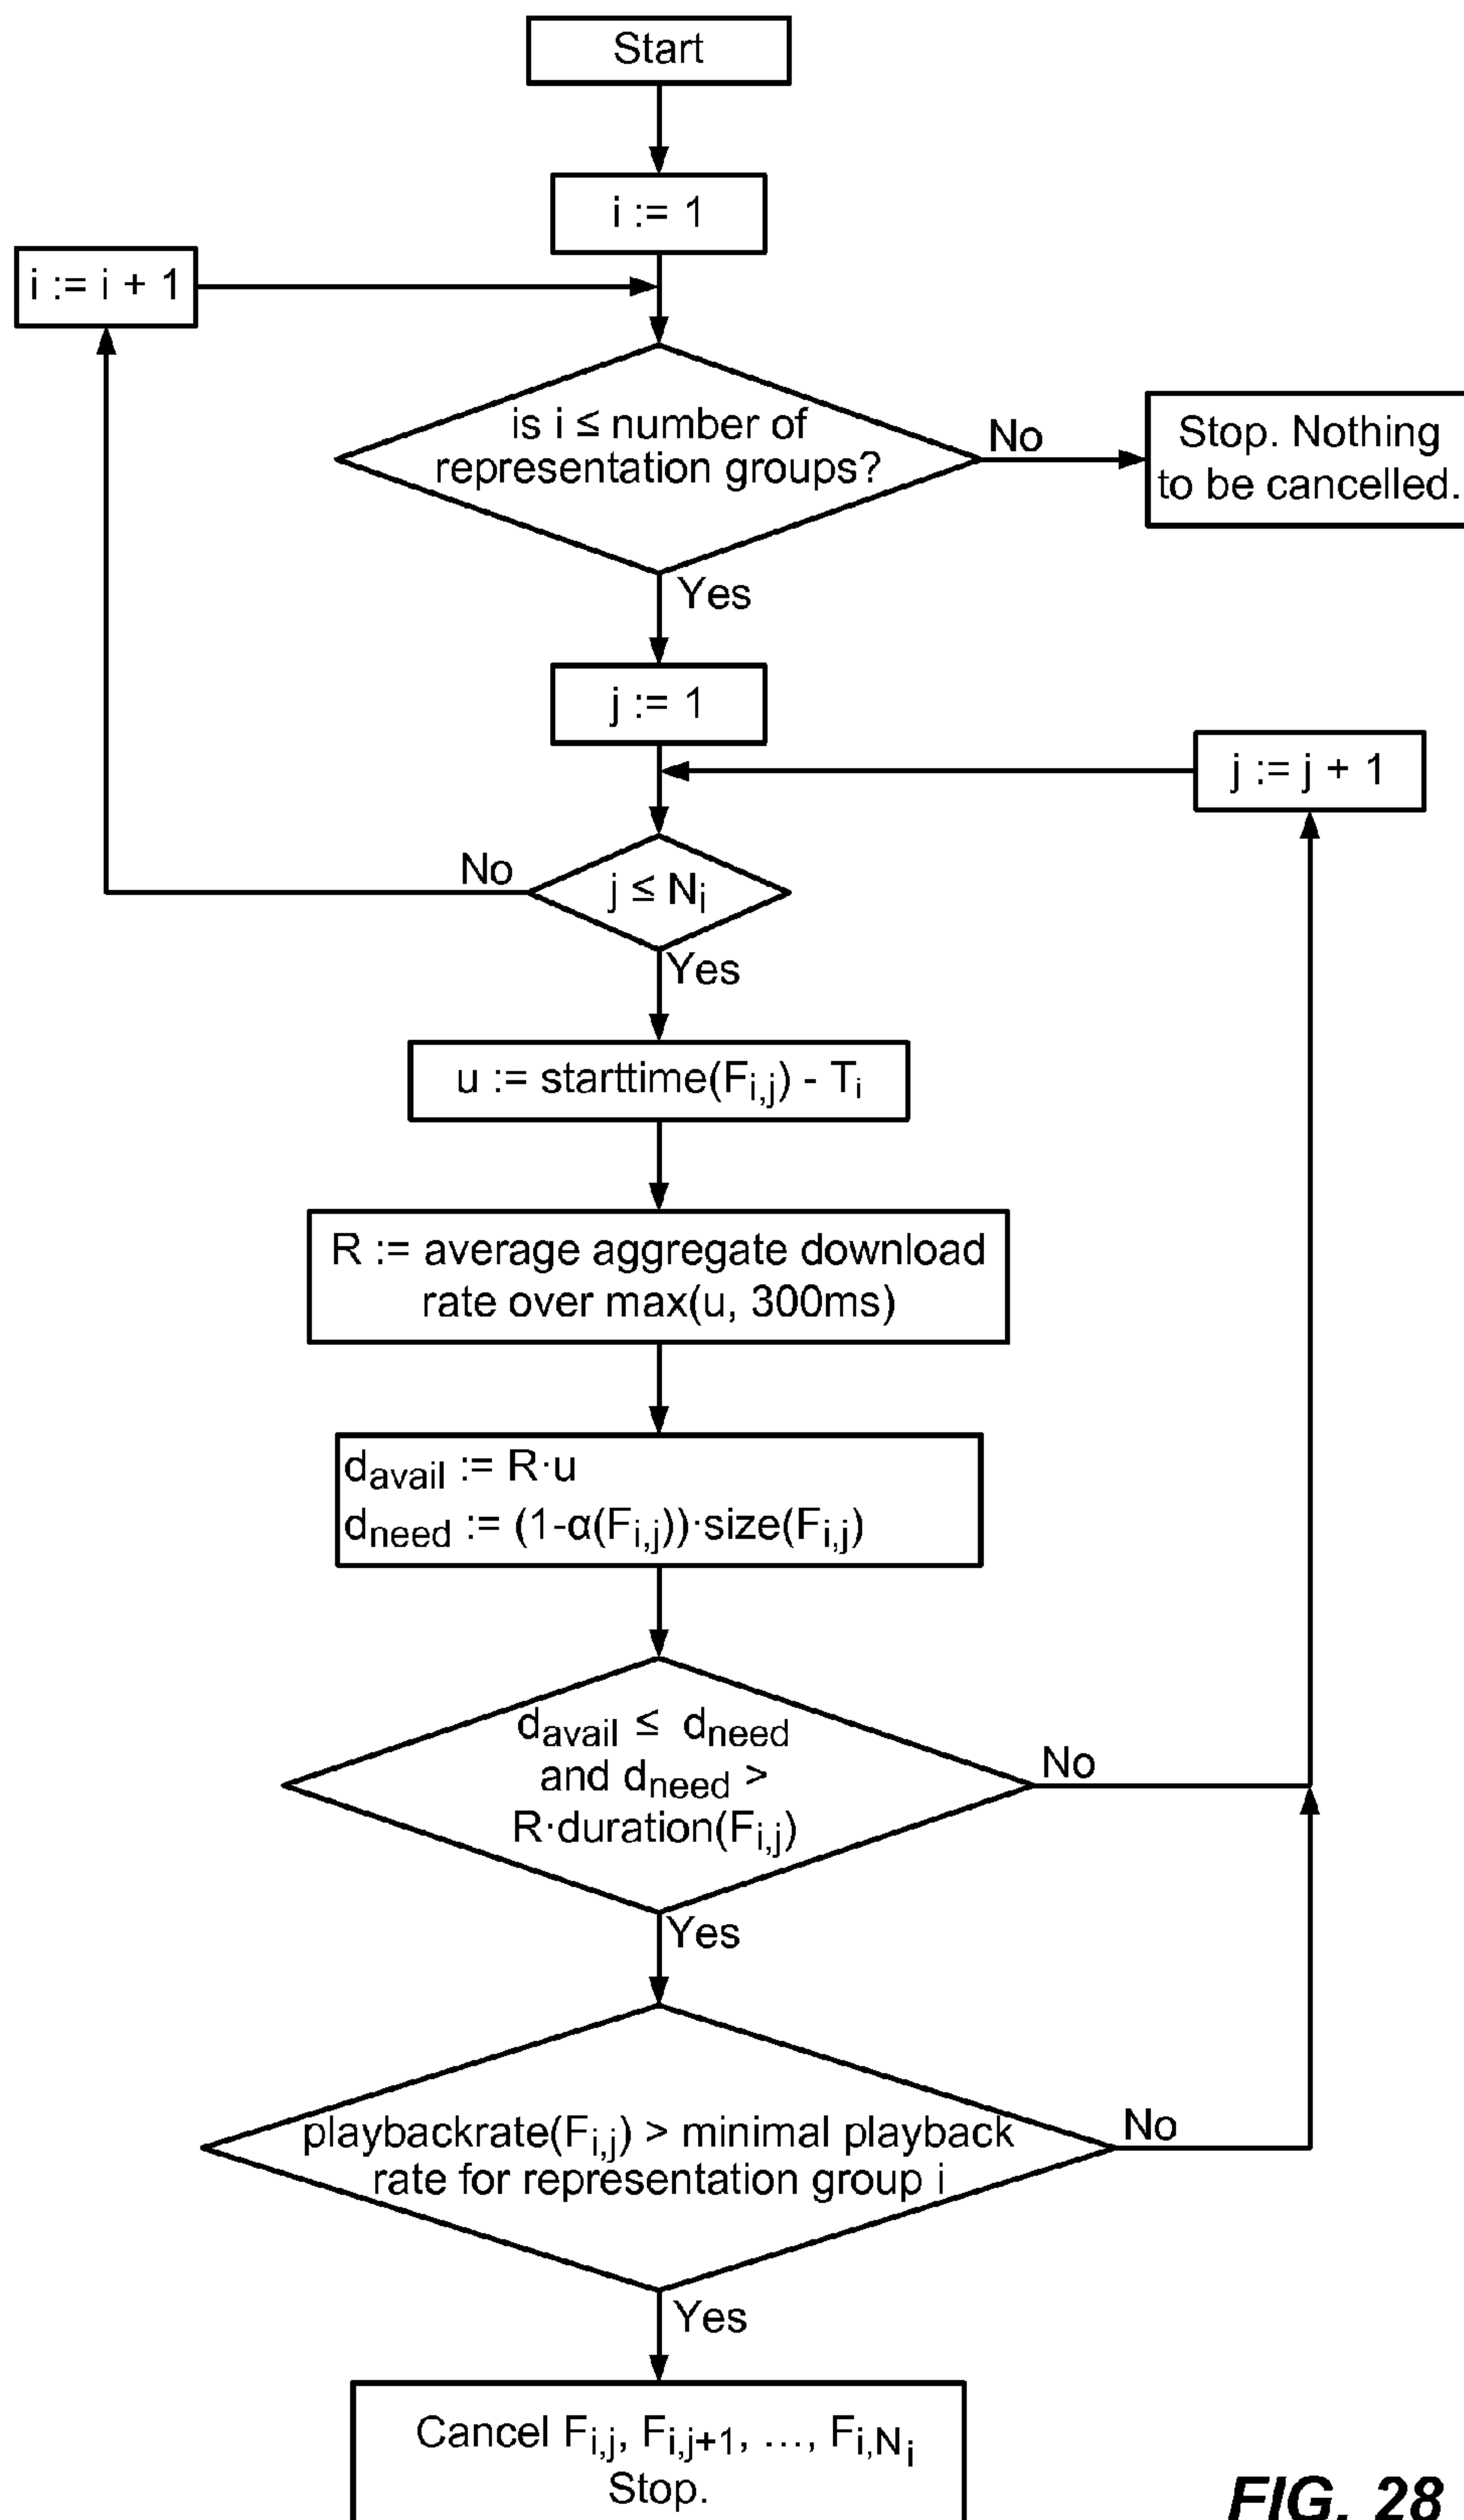 Start
i := 1
i := i + 1
is i ≤ number of
representation groups?
No
Stop. Nothing
to be cancelled.
Yes
j := 1
j := j + 1
No
j ≤ Nᵢ
Yes
u := starttime(Fi,j) - Ti
R := average aggregate download
rate over max(u, 300ms)
davail := R·u
dneed := (1-α(Fi,j))·size(Fi,j)
davail ≤ dneed
and dneed >
R·duration(Fi,j)
No
Yes
playbackrate(Fi,j) > minimal playback
rate for representation group i
No
Yes
Cancel Fi,j, Fi,j+1, ..., Fi,Ni
Stop.
FIG. 28